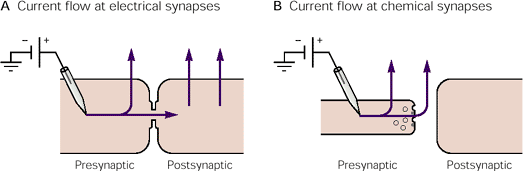 A Current flow at electrical synapses
B Current flow at chemical synapses
− +
− +
Presynaptic Postsynaptic
Presynaptic Postsynaptic